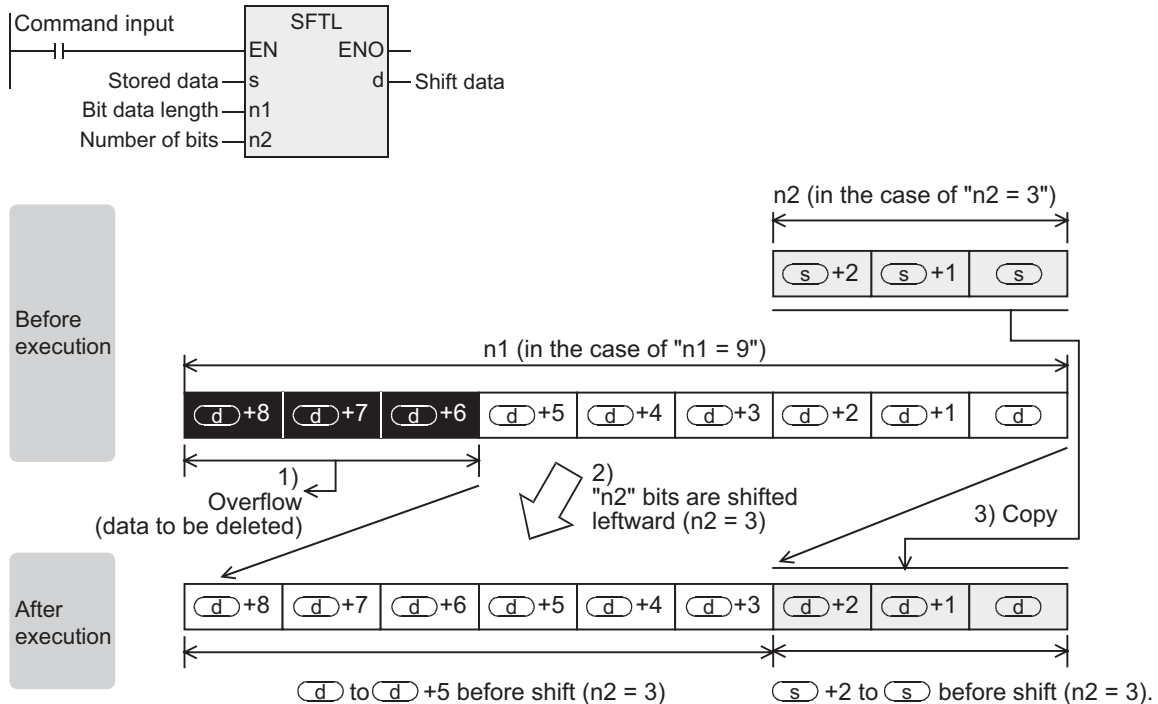 Command input
SFTL
EN ENO
Stored data s d Shift data
Bit data length n1
Number of bits n2
n2 (in the case of "n2 = 3")
s +2 s +1 s
Before
execution
n1 (in the case of "n1 = 9")
d +8 d +7 d +6 d +5 d +4 d +3 d +2 d +1 d
1)
Overflow
(data to be deleted)
2)
"n2" bits are shifted
leftward (n2 = 3)
3) Copy
After
execution
d +8 d +7 d +6 d +5 d +4 d +3 d +2 d +1 d
d to d +5 before shift (n2 = 3)
s +2 to s before shift (n2 = 3).